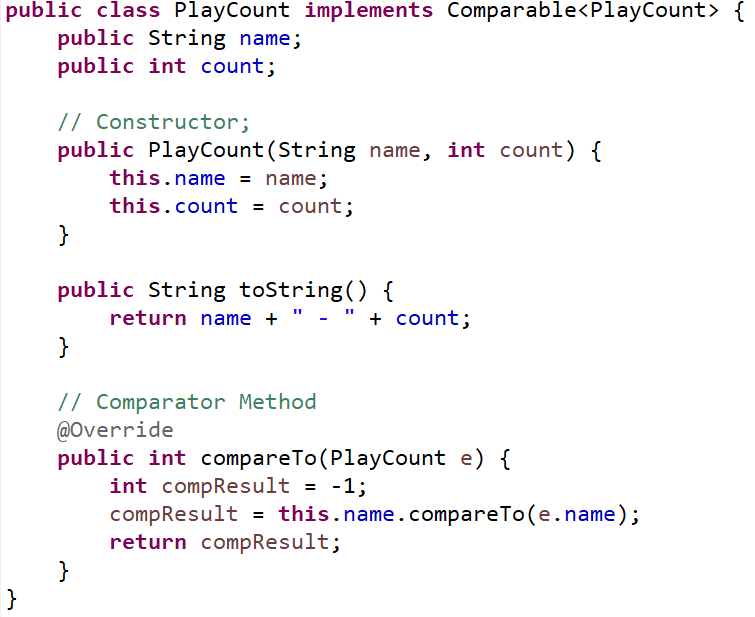 public class PlayCount implements Comparable<PlayCount> {
    public String name;
    public int count;

    // Constructor;
    public PlayCount(String name, int count) {
        this.name = name;
        this.count = count;
    }

    public String toString() {
        return name + " - " + count;
    }

    // Comparator Method
    @Override
    public int compareTo(PlayCount e) {
        int compResult = -1;
        compResult = this.name.compareTo(e.name);
        return compResult;
    }
}